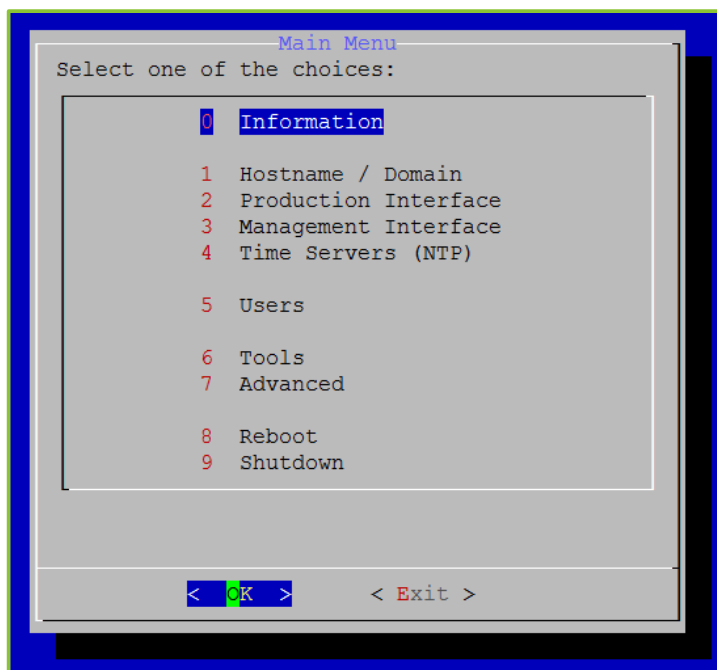 Main Menu
Select one of the choices:
0 Information
1 Hostname / Domain
2 Production Interface
3 Management Interface
4 Time Servers (NTP)
5 Users
6 Tools
7 Advanced
8 Reboot
9 Shutdown
< OK > < Exit >